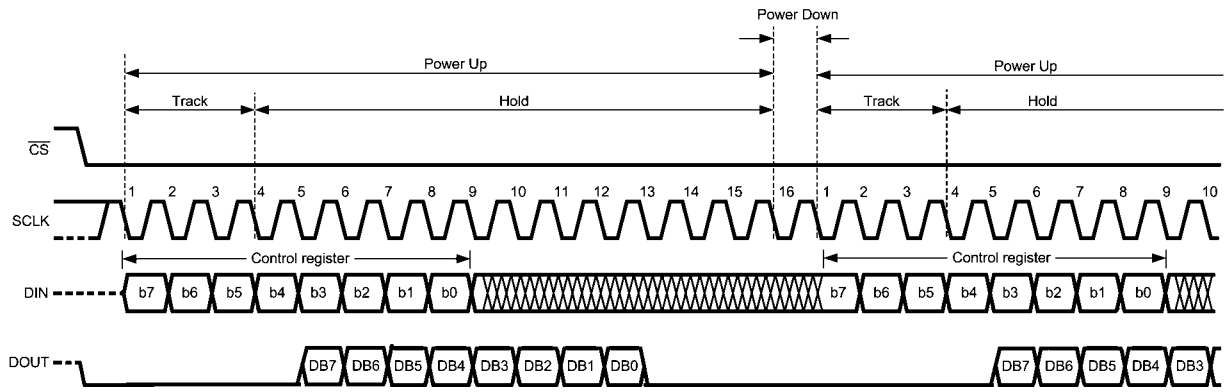 Power Down
Power Up Power Up
Track Hold Track Hold
CS
1 2 3 4 5 6 7 8 9 10 11 12 13 14 15 16 1 2 3 4 5 6 7 8 9 10
SCLK
Control register Control register
DIN b7 b6 b5 b4 b3 b2 b1 b0 b7 b6 b5 b4 b3 b2 b1 b0
DOUT DB7 DB6 DB5 DB4 DB3 DB2 DB1 DB0 DB7 DB6 DB5 DB4 DB3